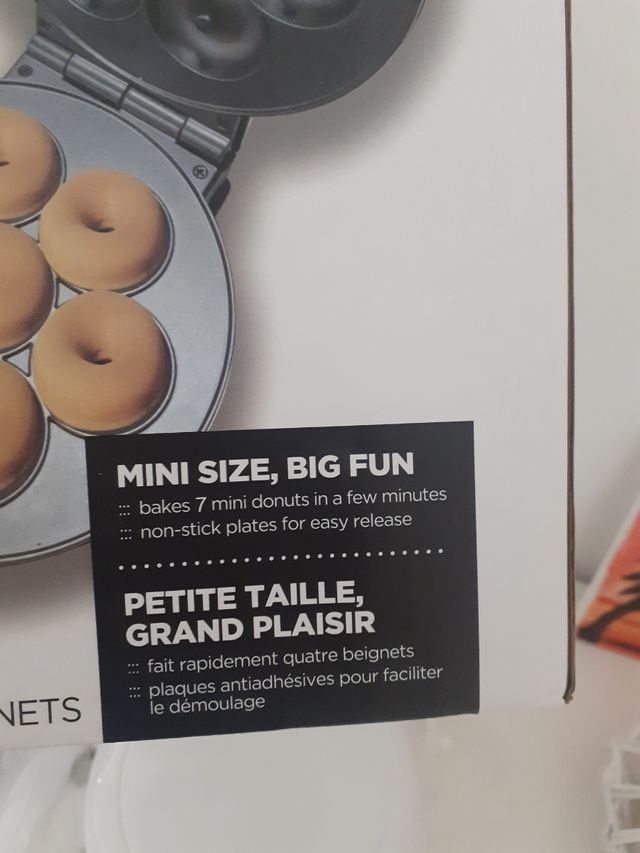 MINI SIZE, BIG FUN
::: bakes 7 mini donuts in a few minutes
::: non-stick plates for easy release
PETITE TAILLE,
GRAND PLAISIR
::: fait rapidement quatre beignets
::: plaques antiadhésives pour faciliter
le démoulage
NETS